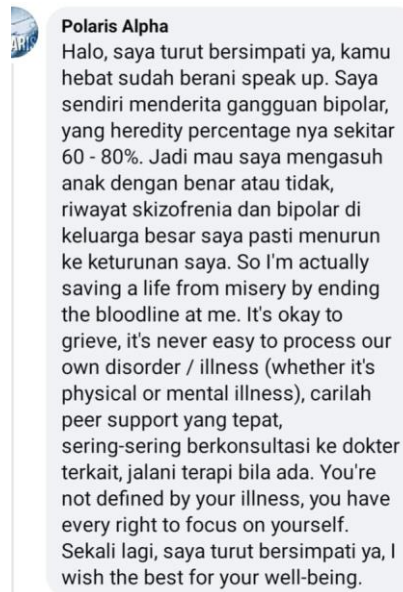 ARIS
Polaris Alpha
Halo, saya turut bersimpati ya, kamu
hebat sudah berani speak up. Saya
sendiri menderita gangguan bipolar,
yang heredity percentage nya sekitar
60 - 80%. Jadi mau saya mengasuh
anak dengan benar atau tidak,
riwayat skizofrenia dan bipolar di
keluarga besar saya pasti menurun
ke keturunan saya. So I'm actually
saving a life from misery by ending
the bloodline at me. It's okay to
grieve, it's never easy to process our
own disorder / illness (whether it's
physical or mental illness), carilah
peer support yang tepat,
sering-sering berkonsultasi ke dokter
terkait, jalani terapi bila ada. You're
not defined by your illness, you have
every right to focus on yourself.
Sekali lagi, saya turut bersimpati ya, I
wish the best for your well-being.